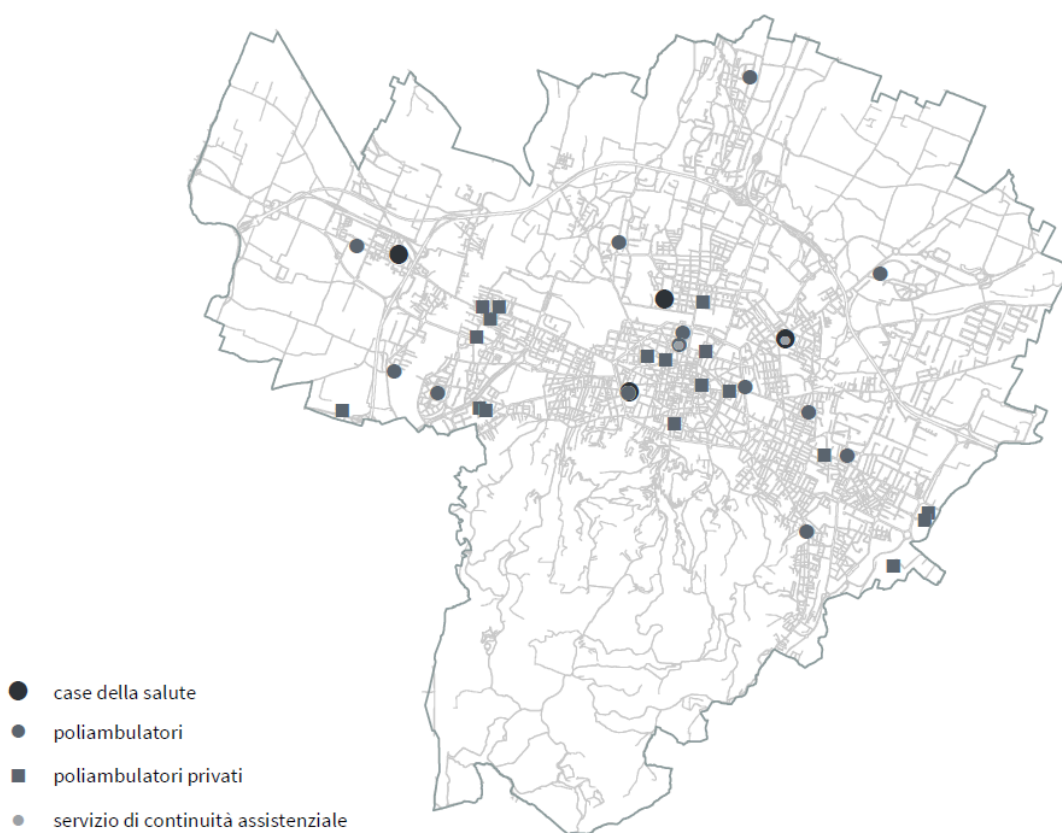 case della salute
poliambulatori
poliambulatori privati
servizio di continuità assistenziale